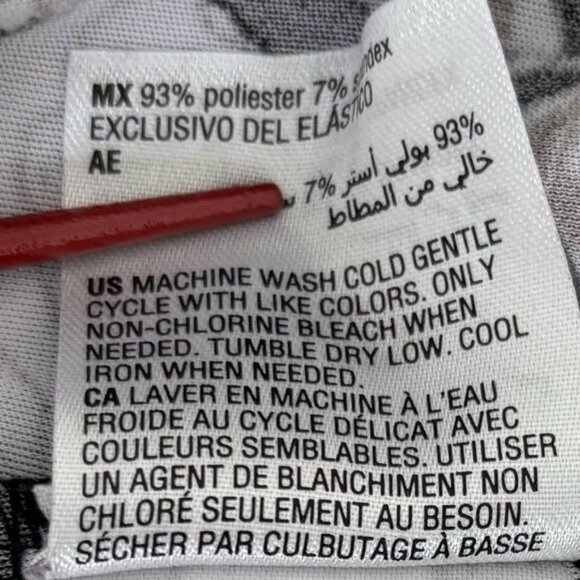 MX 93% poliester 7%
EXCLUSIVO DEL ELÁSTICO
AE
93% بولي أستر 7%
خالي من المطاط
US MACHINE WASH COLD GENTLE
CYCLE WITH LIKE COLORS. ONLY
NON-CHLORINE BLEACH WHEN
NEEDED. TUMBLE DRY LOW. COOL
IRON WHEN NEEDED.
CA LAVER EN MACHINE À L'EAU
FROIDE AU CYCLE DÉLICAT AVEC
COULEURS SEMBLABLES. UTILISER
UN AGENT DE BLANCHIMENT NON
CHLORÉ SEULEMENT AU BESOIN.
SÉCHER PAR CULBUTAGE À BASSE